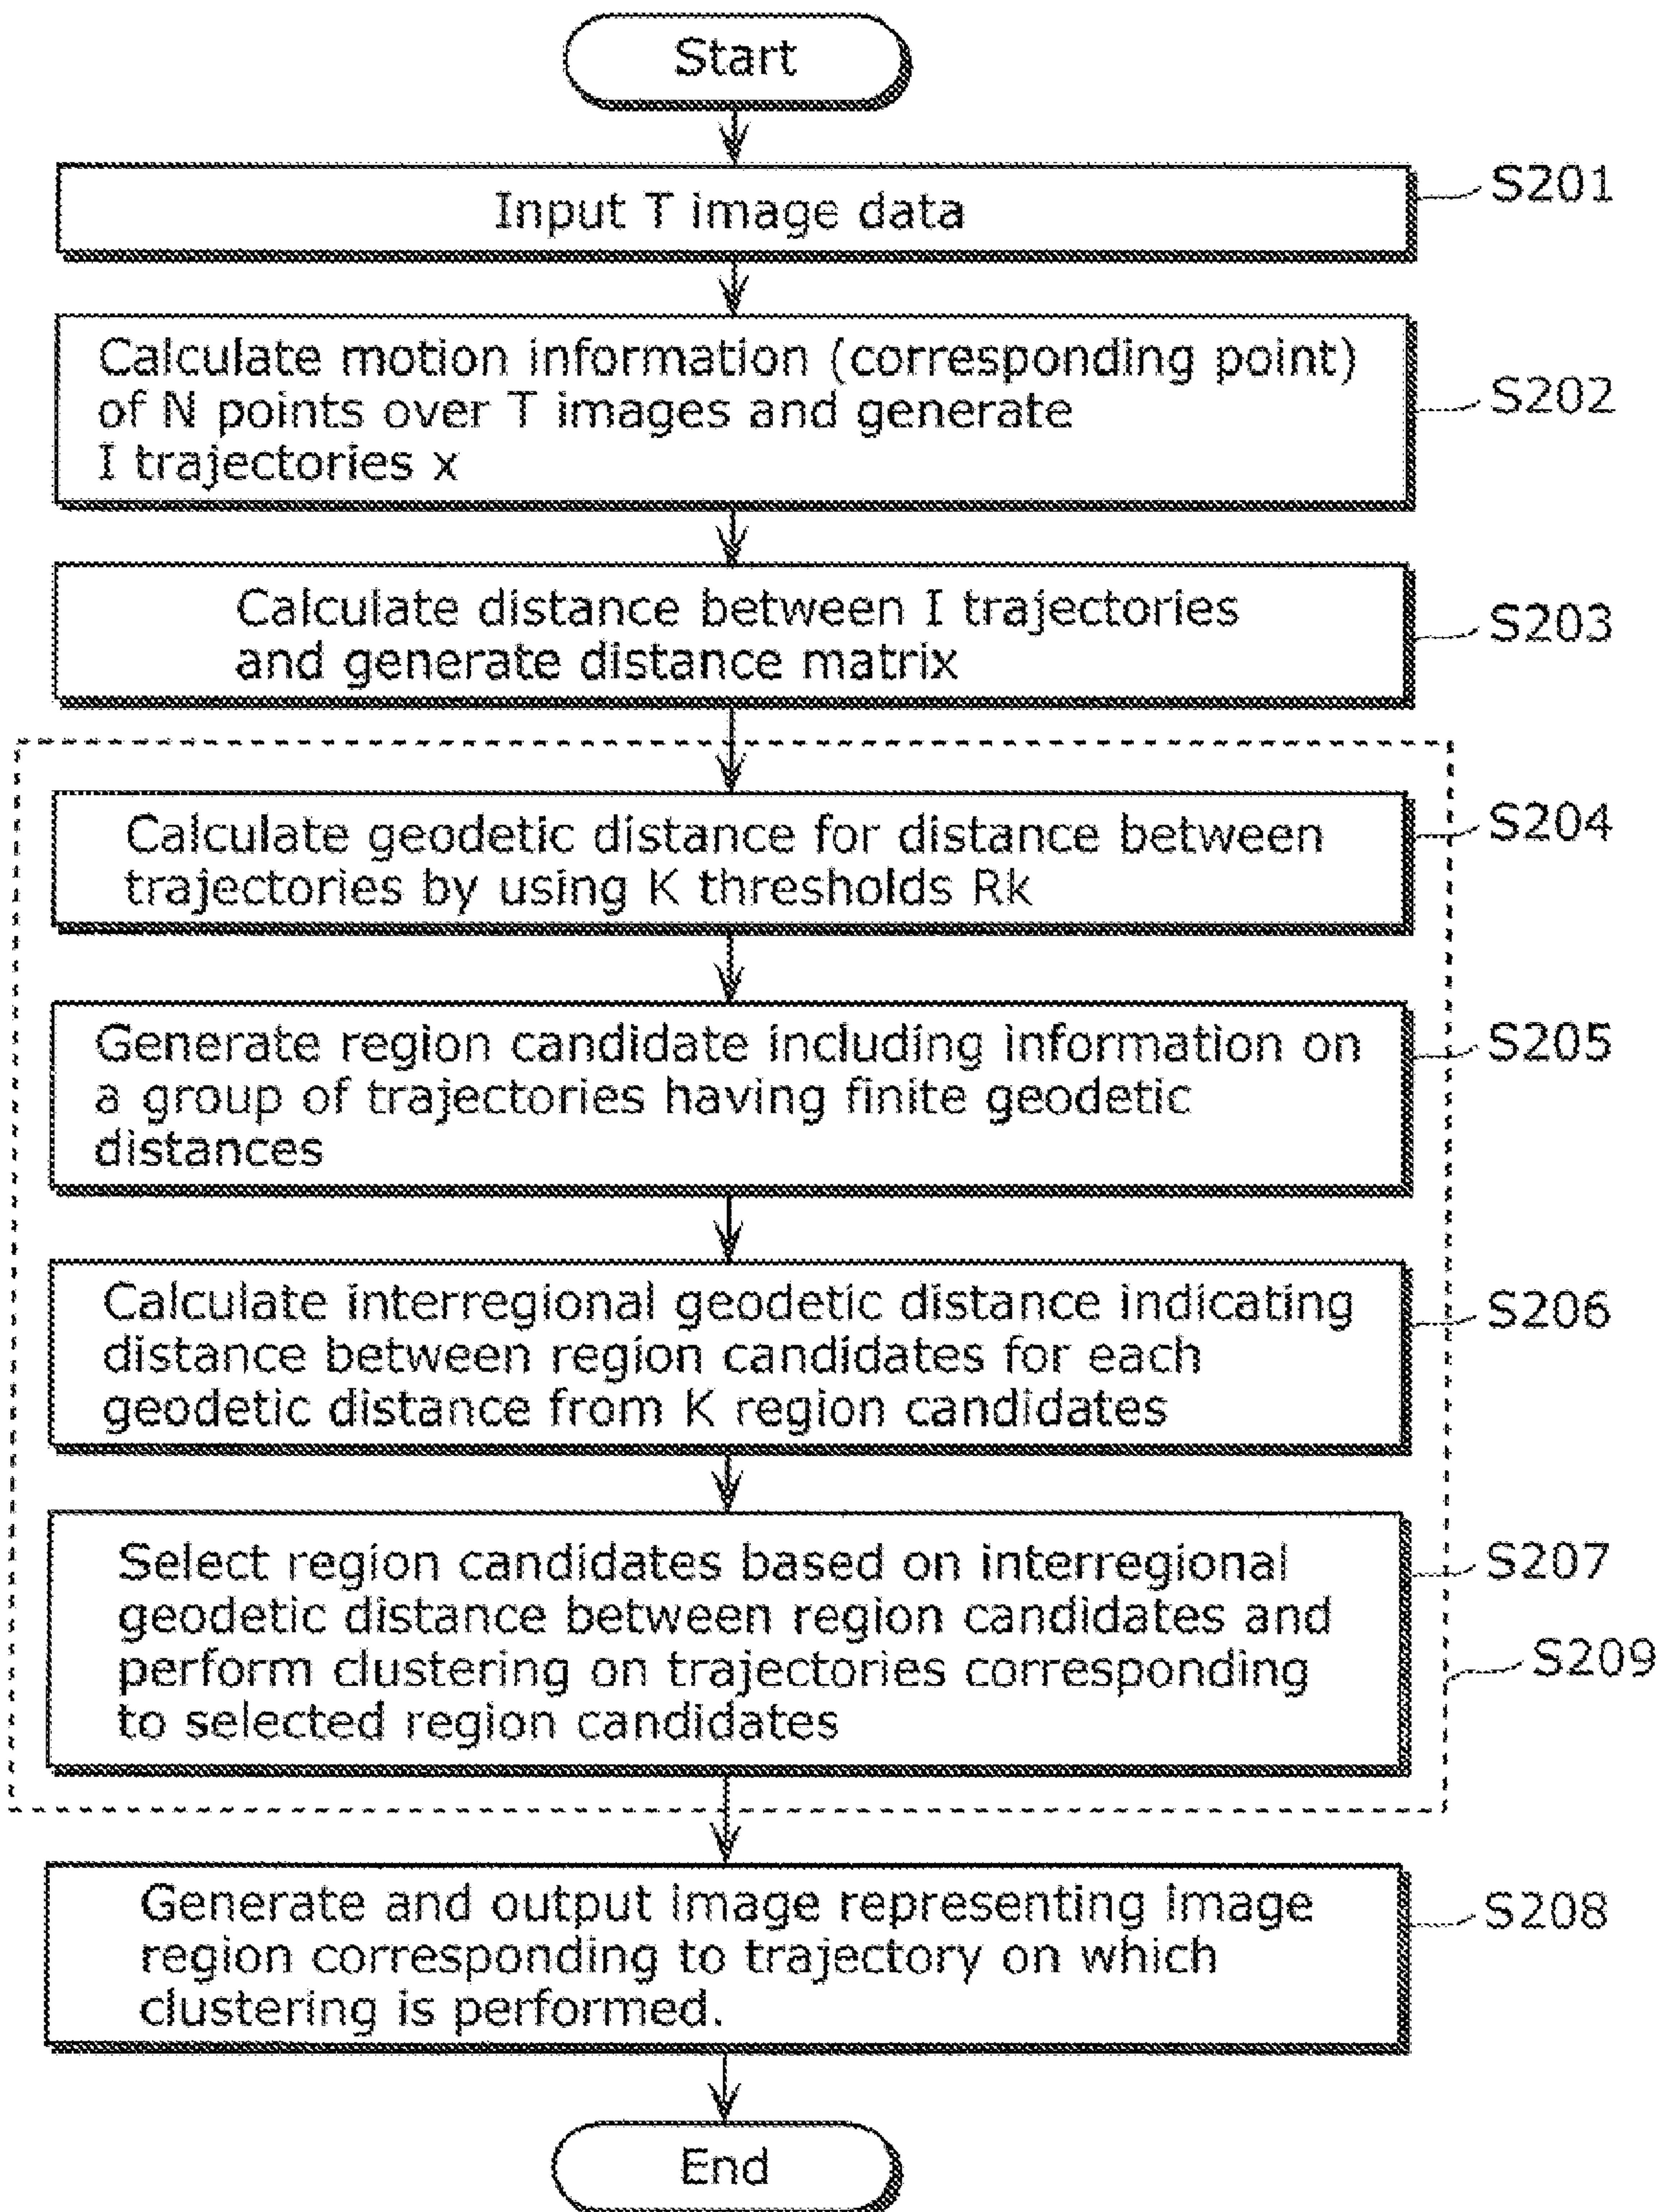 Start
Input T image data
S201
Calculate motion information (corresponding point)
of N points over T images and generate
I trajectories x
S202
Calculate distance between I trajectories
and generate distance matrix
S203
Calculate geodetic distance for distance between
trajectories by using K thresholds Rk
S204
Generate region candidate including information on
a group of trajectories having finite geodetic
distances
S205
Calculate interregional geodetic distance indicating
distance between region candidates for each
geodetic distance from K region candidates
S206
Select region candidates based on interregional
geodetic distance between region candidates and
perform clustering on trajectories corresponding
to selected region candidates
S207
S209
Generate and output image representing image
region corresponding to trajectory on which
clustering is performed.
S208
End